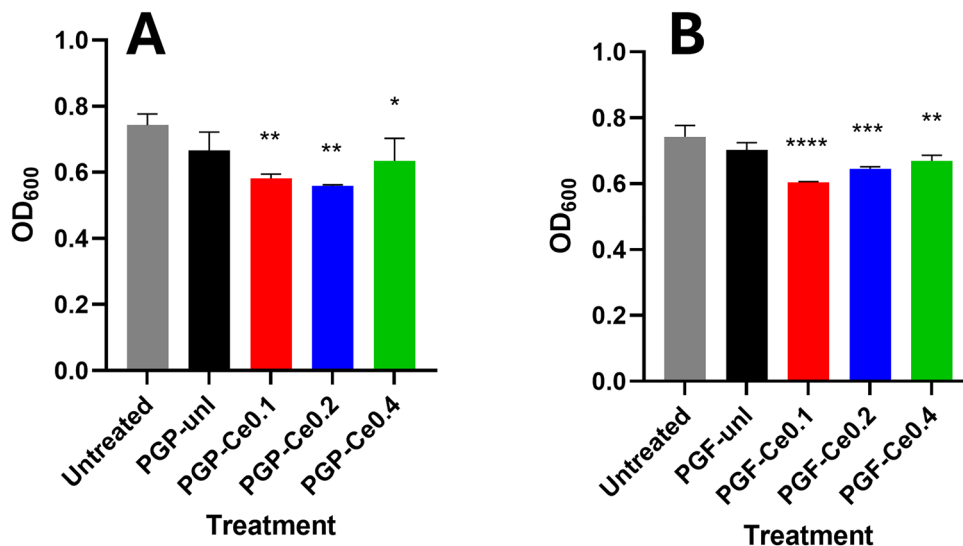 A
1.0
0.8
0.6
0.4
0.2
0.0
OD600
**
**
*
Untreated
PGP-unl
PGP-Ce0.1
PGP-Ce0.2
PGP-Ce0.4
Treatment
B
1.0
0.8
0.6
0.4
0.2
0.0
OD600
****
***
**
Untreated
PGF-unl
PGF-Ce0.1
PGF-Ce0.2
PGF-Ce0.4
Treatment